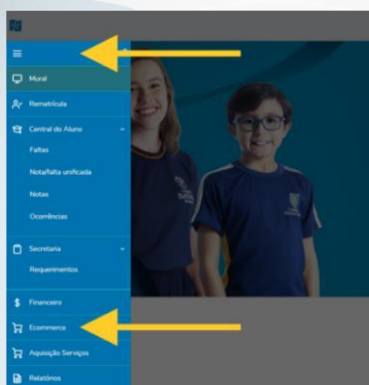 Mural
Rematrícula
Central do Aluno
Faltas
Nota/falta unificada
Notas
Ocorrências
Secretaria
Requerimentos
Financeiro
Ecommerce
Aquisição Serviços
Relatórios